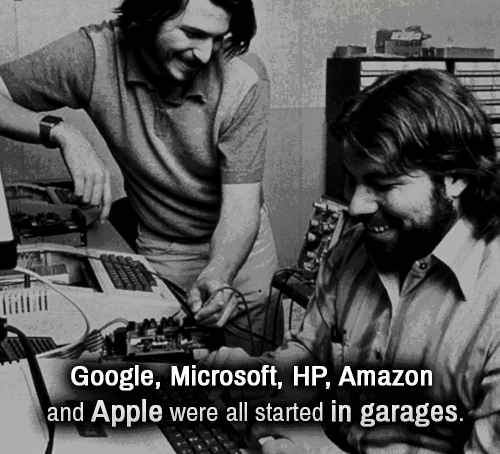 Google, Microsoft, HP, Amazon
and Apple were all started in garages.